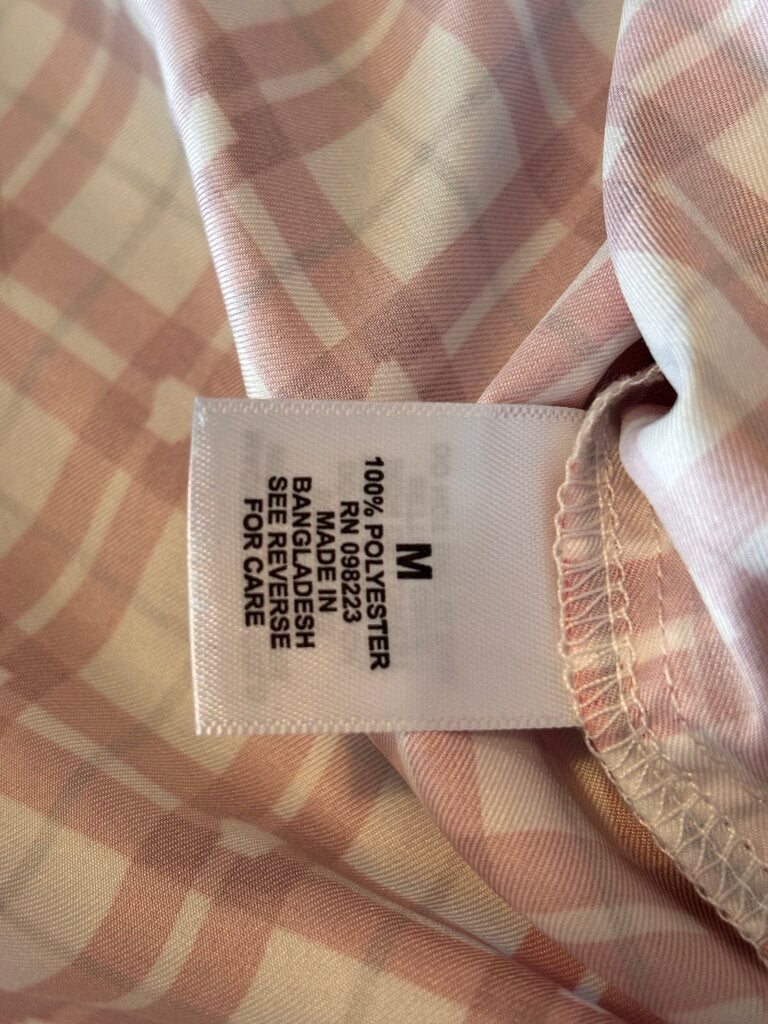 M
100% POLYESTER
RN 098223
MADE IN
BANGLADESH
SEE REVERSE
FOR CARE